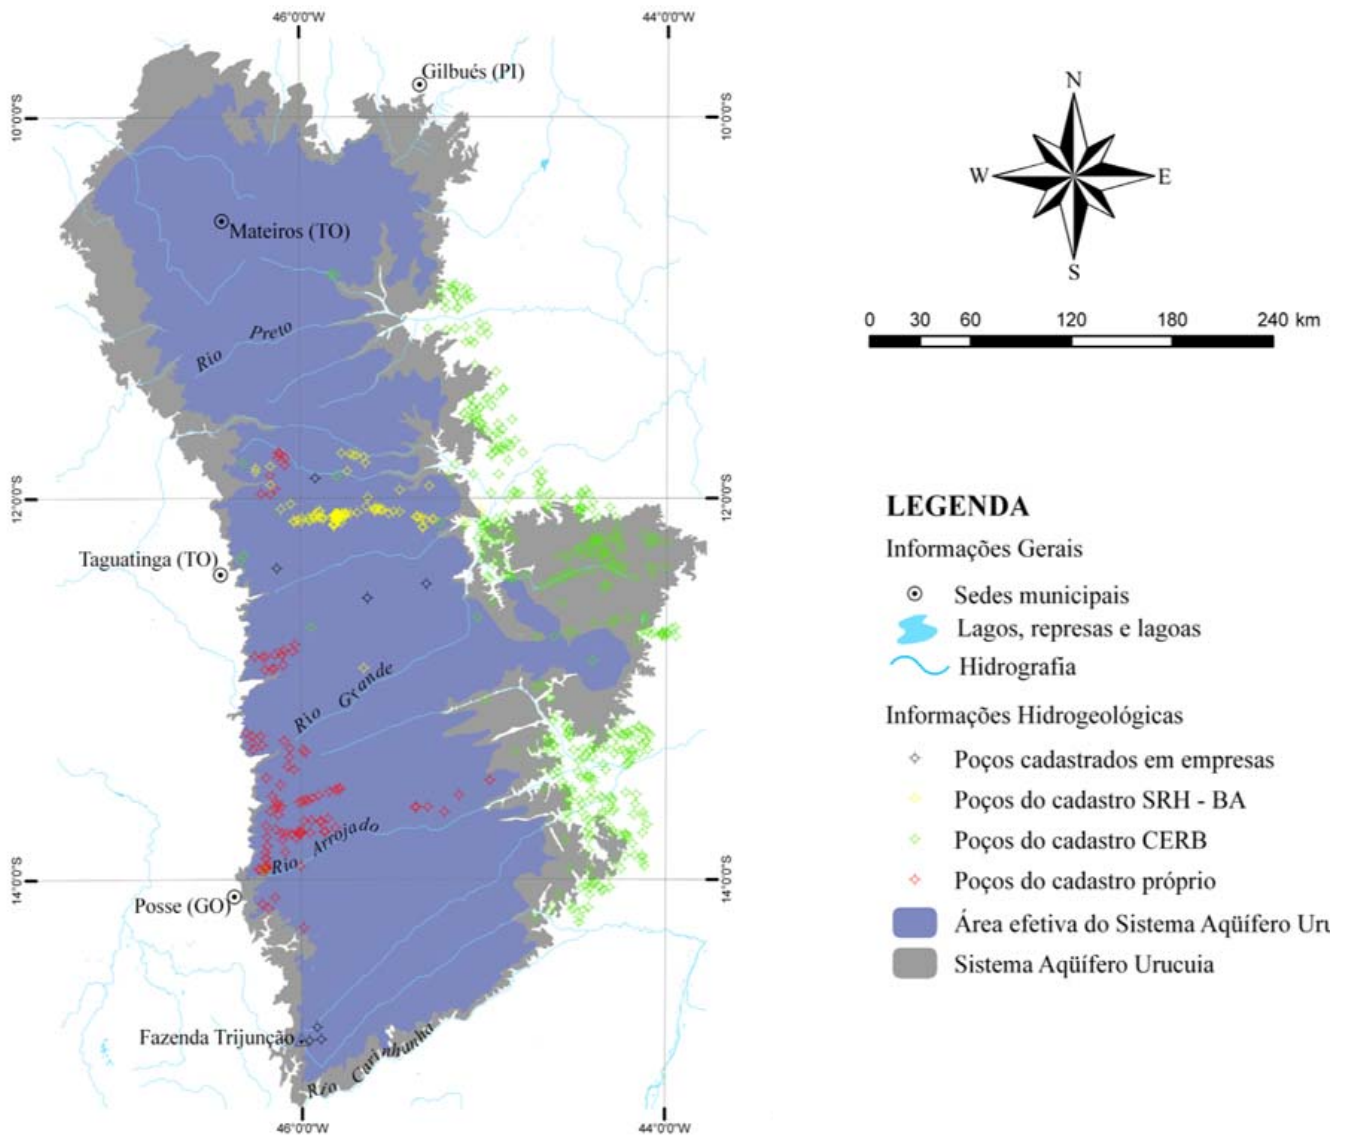 46°0'0"W
44°0'0"W
Gilbués (PI)
N
10°0'0"S
10°0'0"S
W
E
Mateiros (TO)
S
Rio Preto
0 30 60 120 180 240 km
12°0'0"S
12°0'0"S
LEGENDA
Informações Gerais
Taguatinga (TO)
Sedes municipais
Lagos, represas e lagoas
Hidrografia
Rio Grande
Informações Hidrogeológicas
Poços cadastrados em empresas
Poços do cadastro SRH - BA
Rio Arrojado
Poços do cadastro CERB
14°0'0"S
14°0'0"S
Poços do cadastro próprio
Posse (GO)
Área efetiva do Sistema Aqüífero Uru
Sistema Aqüífero Urucuia
Fazenda Trijunção
Rio Carinhanha
46°0'0"W
44°0'0"W